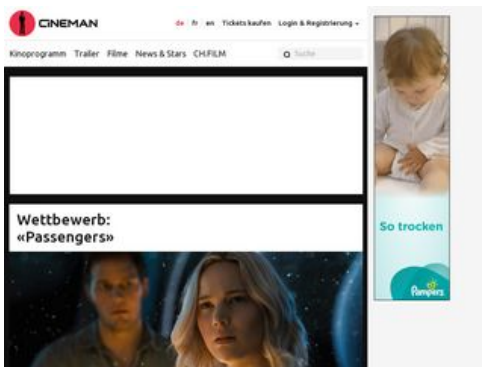 CiNEMAN
de fr en Tickets kaufen Login & Registrierung
Kinoprogramm Trailer Filme News & Stars CH.FILM
Suche
Wettbewerb:
«Passengers»
So trocken
Pampers